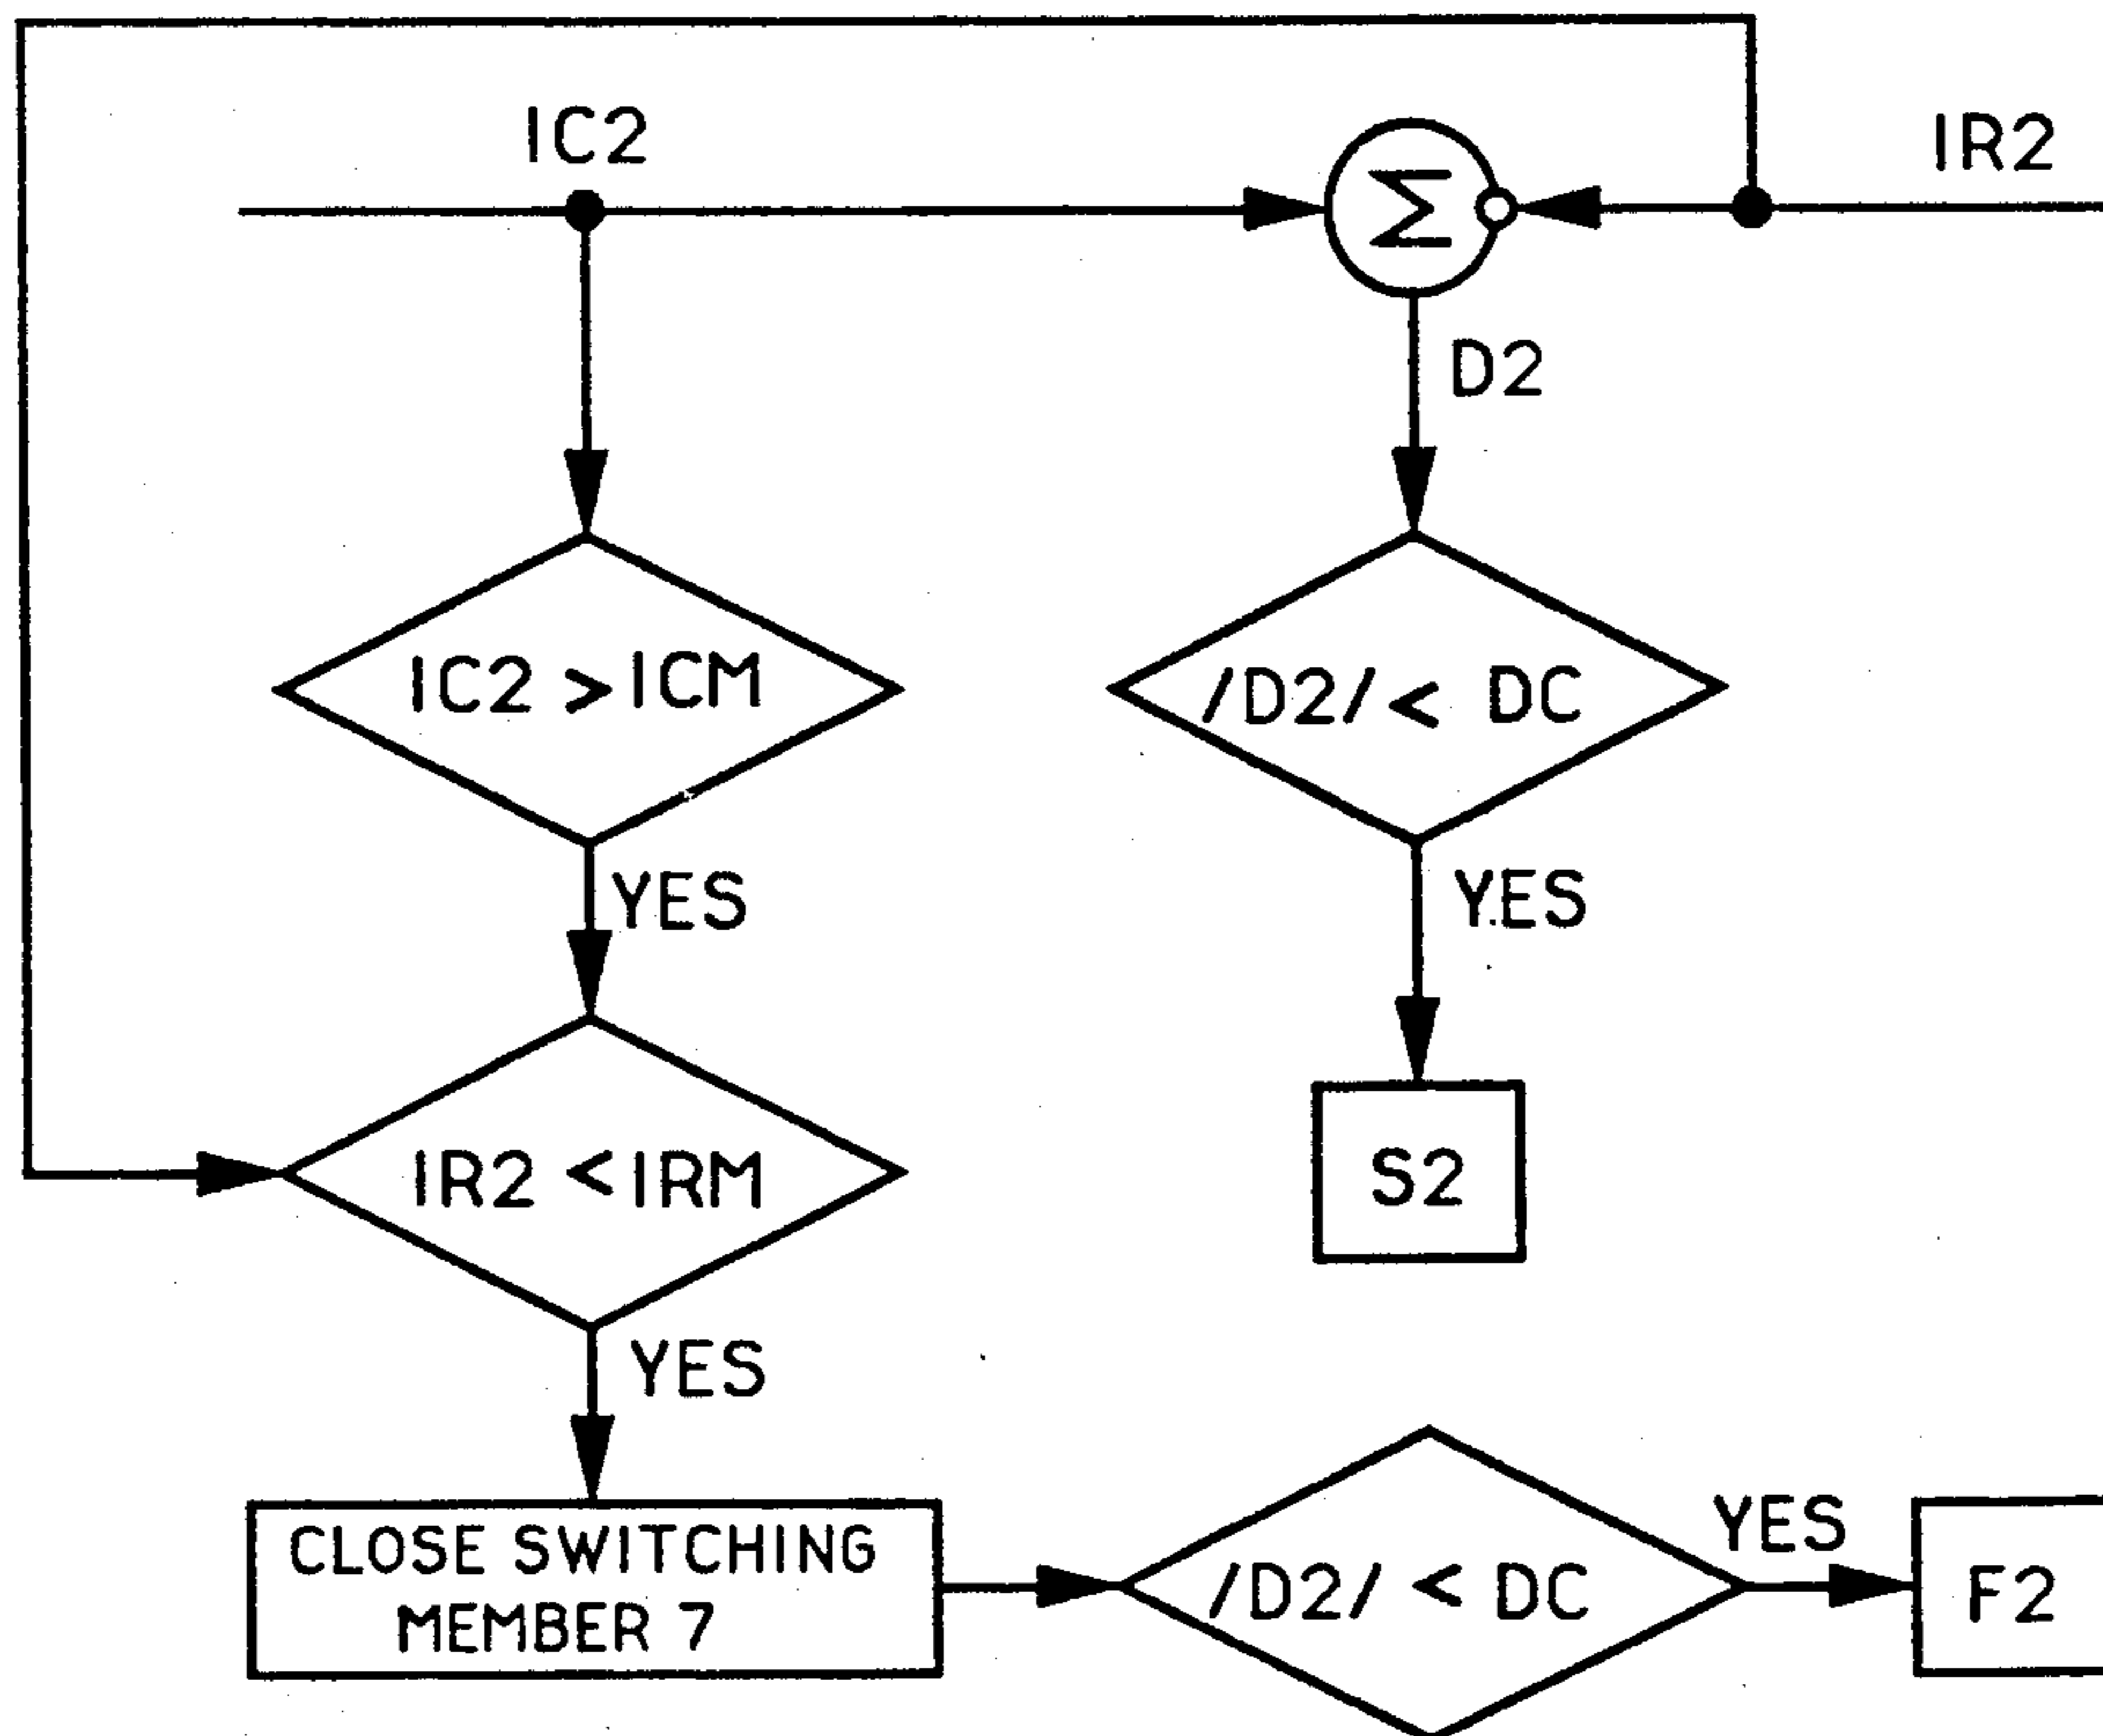 IC2
Σ
IR2
D2
IC2 > ICM
/D2/ < DC
YES
YES
IR2 < IRM
S2
YES
CLOSE SWITCHING
MEMBER 7
/D2/ < DC
YES
F2